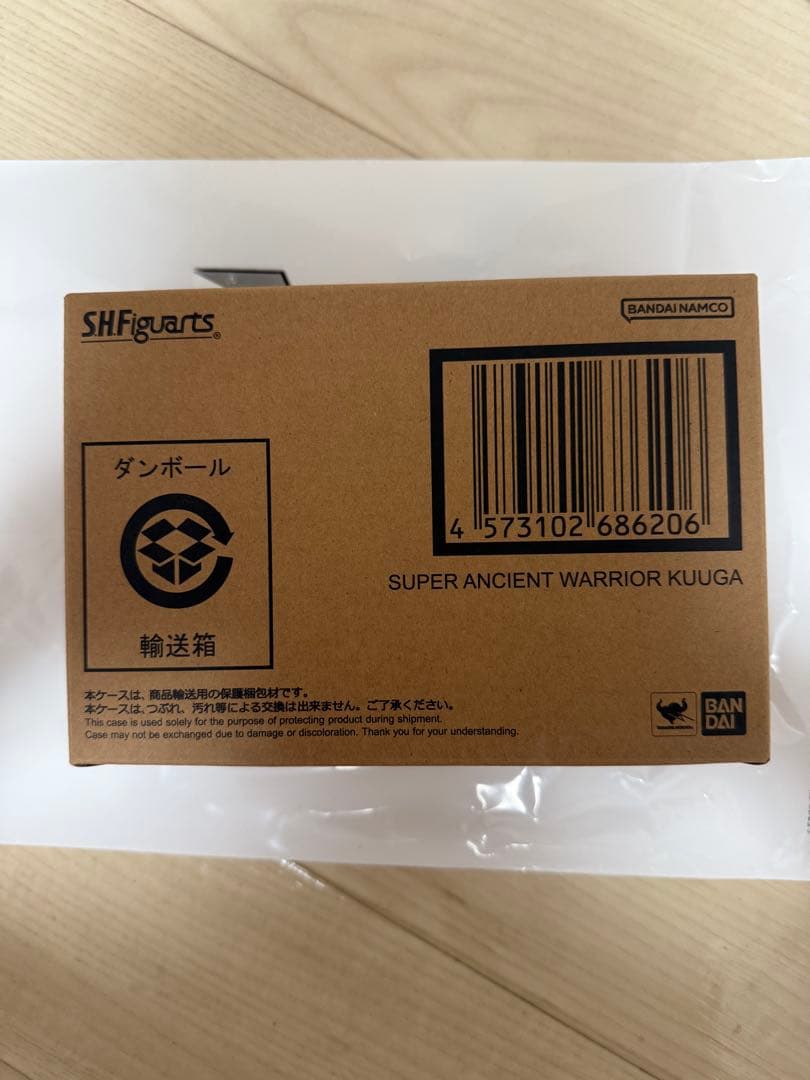 S.H.Figuarts®
BANDAI NAMCO
ダンボール
輸送箱
4 573102 686206
SUPER ANCIENT WARRIOR KUUGA
本ケースは、商品輸送用の保護梱包材です。
本ケースは、つぶれ、汚れ等による交換は出来ません。ご了承ください。
This case is used solely for the purpose of protecting product during shipment.
Case may not be exchanged due to damage or discoloration. Thank you for your understanding.
TAMASHII NATIONS
BAN
DAI